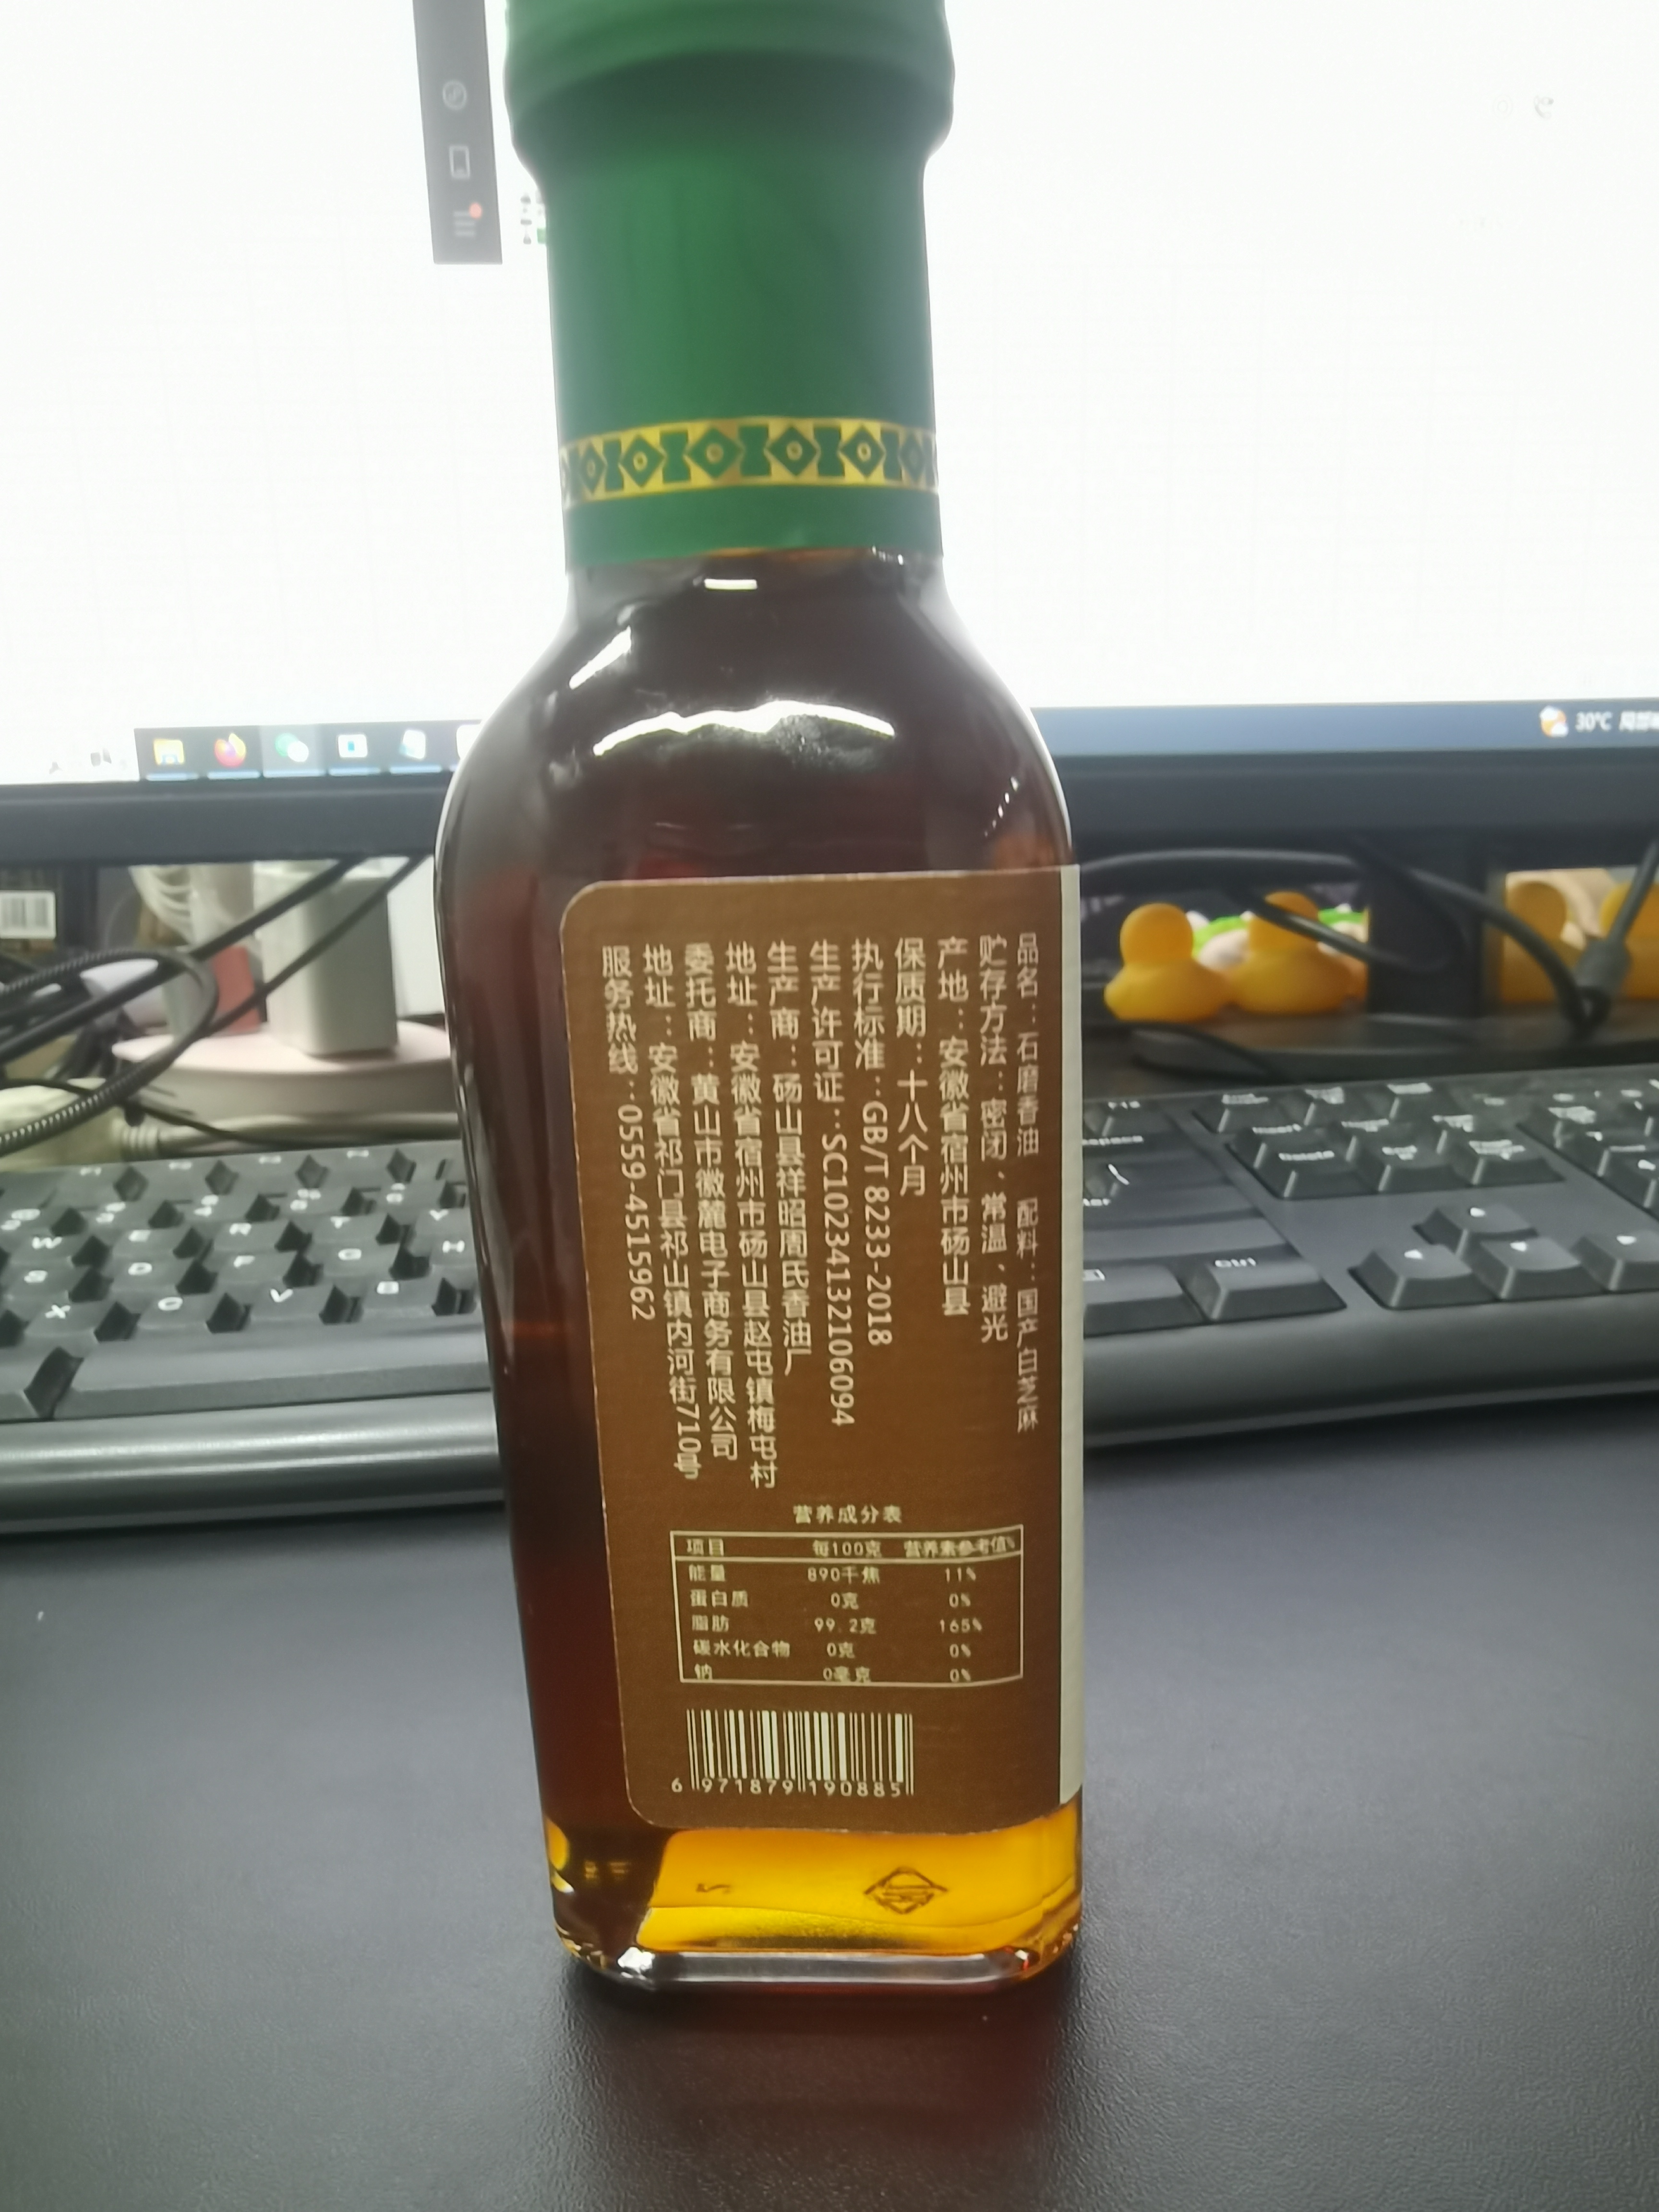 品名：石磨香油 配料：国产白芝麻
贮存方法：密闭、常温、避光
产地：安徽省宿州市砀山县
保质期：十八个月
执行标准：GB/T 8233-2018
生产许可证：SC10234132106094
生产商：砀山县祥昭周氏香油厂
地址：安徽省宿州市砀山县赵屯镇梅屯村
委托商：黄山市徽麓电子商务有限公司
地址：安徽省祁门县祁山镇内河街710号
服务热线：0559-4515962
营养成分表
项目 每100克 营养素参考值%
能量 890千焦 11%
蛋白质 0克 0%
脂肪 99.2克 165%
碳水化合物 0克 0%
钠 0毫克 0%
6 971879 190885
30°C
Insert
Delete
Ctrl